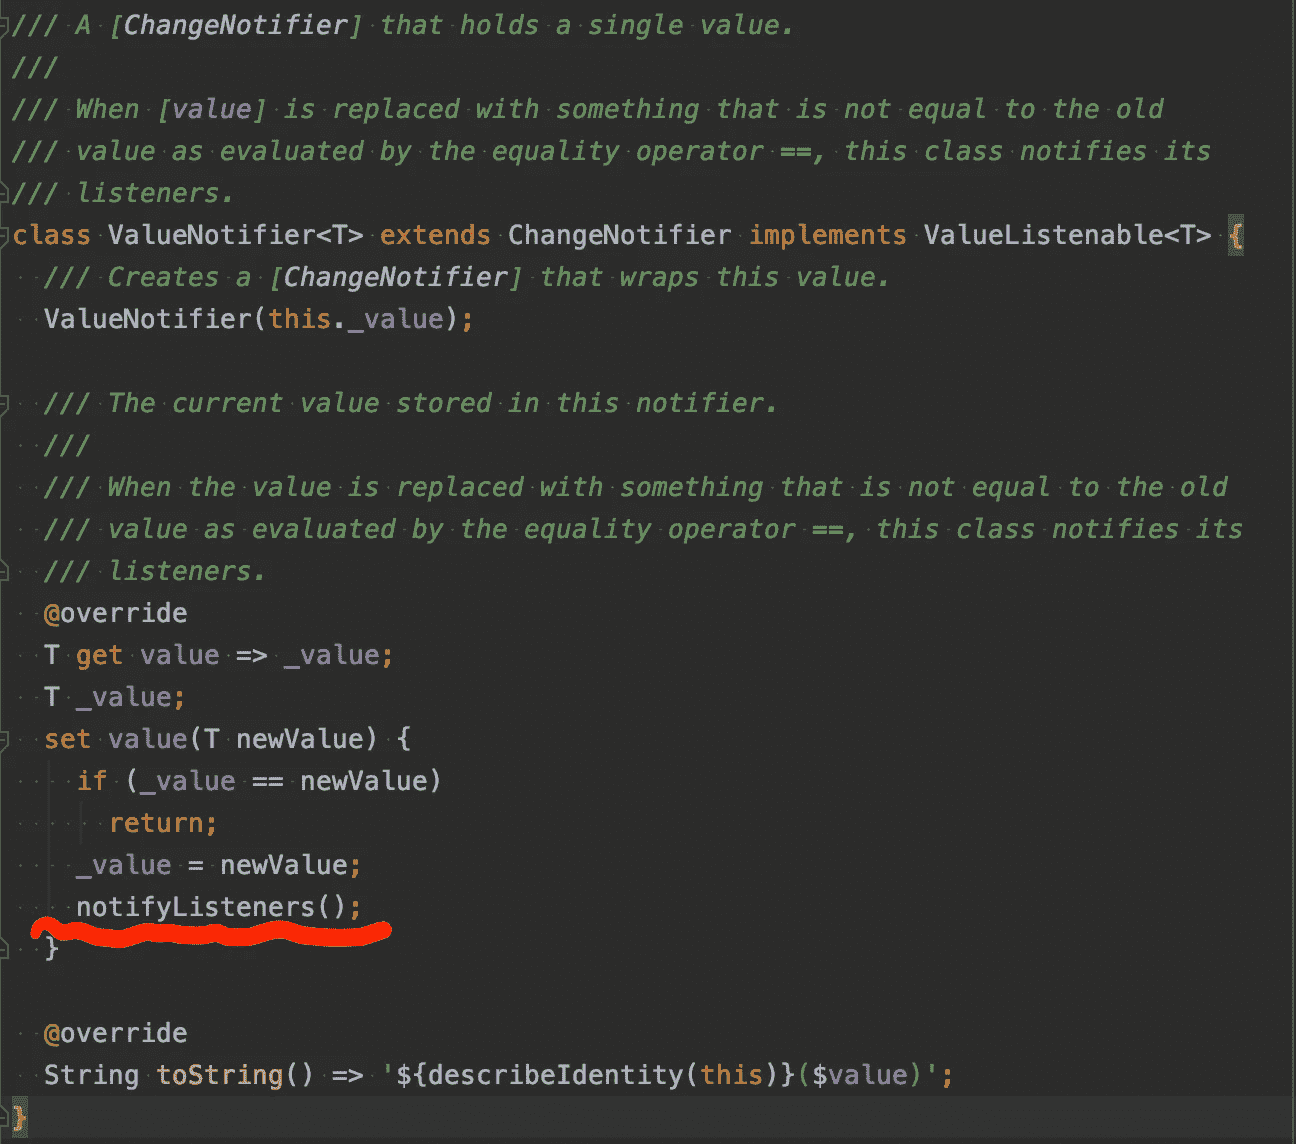 /// A [ChangeNotifier] that holds a single value.
///
/// When [value] is replaced with something that is not equal to the old
/// value as evaluated by the equality operator ==, this class notifies its
/// listeners.
class ValueNotifier<T> extends ChangeNotifier implements ValueListenable<T> {
/// Creates a [ChangeNotifier] that wraps this value.
ValueNotifier(this._value);
/// The current value stored in this notifier.
///
/// When the value is replaced with something that is not equal to the old
/// value as evaluated by the equality operator ==, this class notifies its
/// listeners.
@override
T get value => _value;
T _value;
set value(T newValue) {
if (_value == newValue)
return;
_value = newValue;
notifyListeners();
}
@override
String toString() => '${describeIdentity(this)}($value)';
}